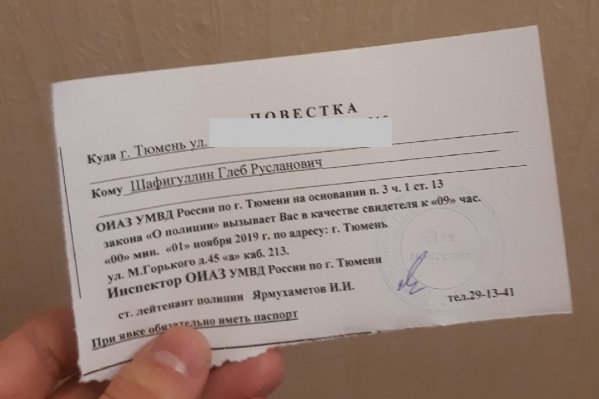 ПОВЕСТКА
Куда г. Тюмень ул.
Кому Шафигуллин Глеб Русланович
ОИАЗ УМВД России по г. Тюмени на основании п. 3 ч. 1 ст. 13
закона «О полиции» вызывает Вас в качестве свидетеля к «09» час.
«00» мин. «01» ноября 2019 г. по адресу: г. Тюмень
ул. М.Горького д.45 «а» каб. 213.
Инспектор ОИАЗ УМВД России по г. Тюмени
ст. лейтенант полиции Ярмухаметов И.И.
тел.29-13-41
При явке обязательно иметь паспорт